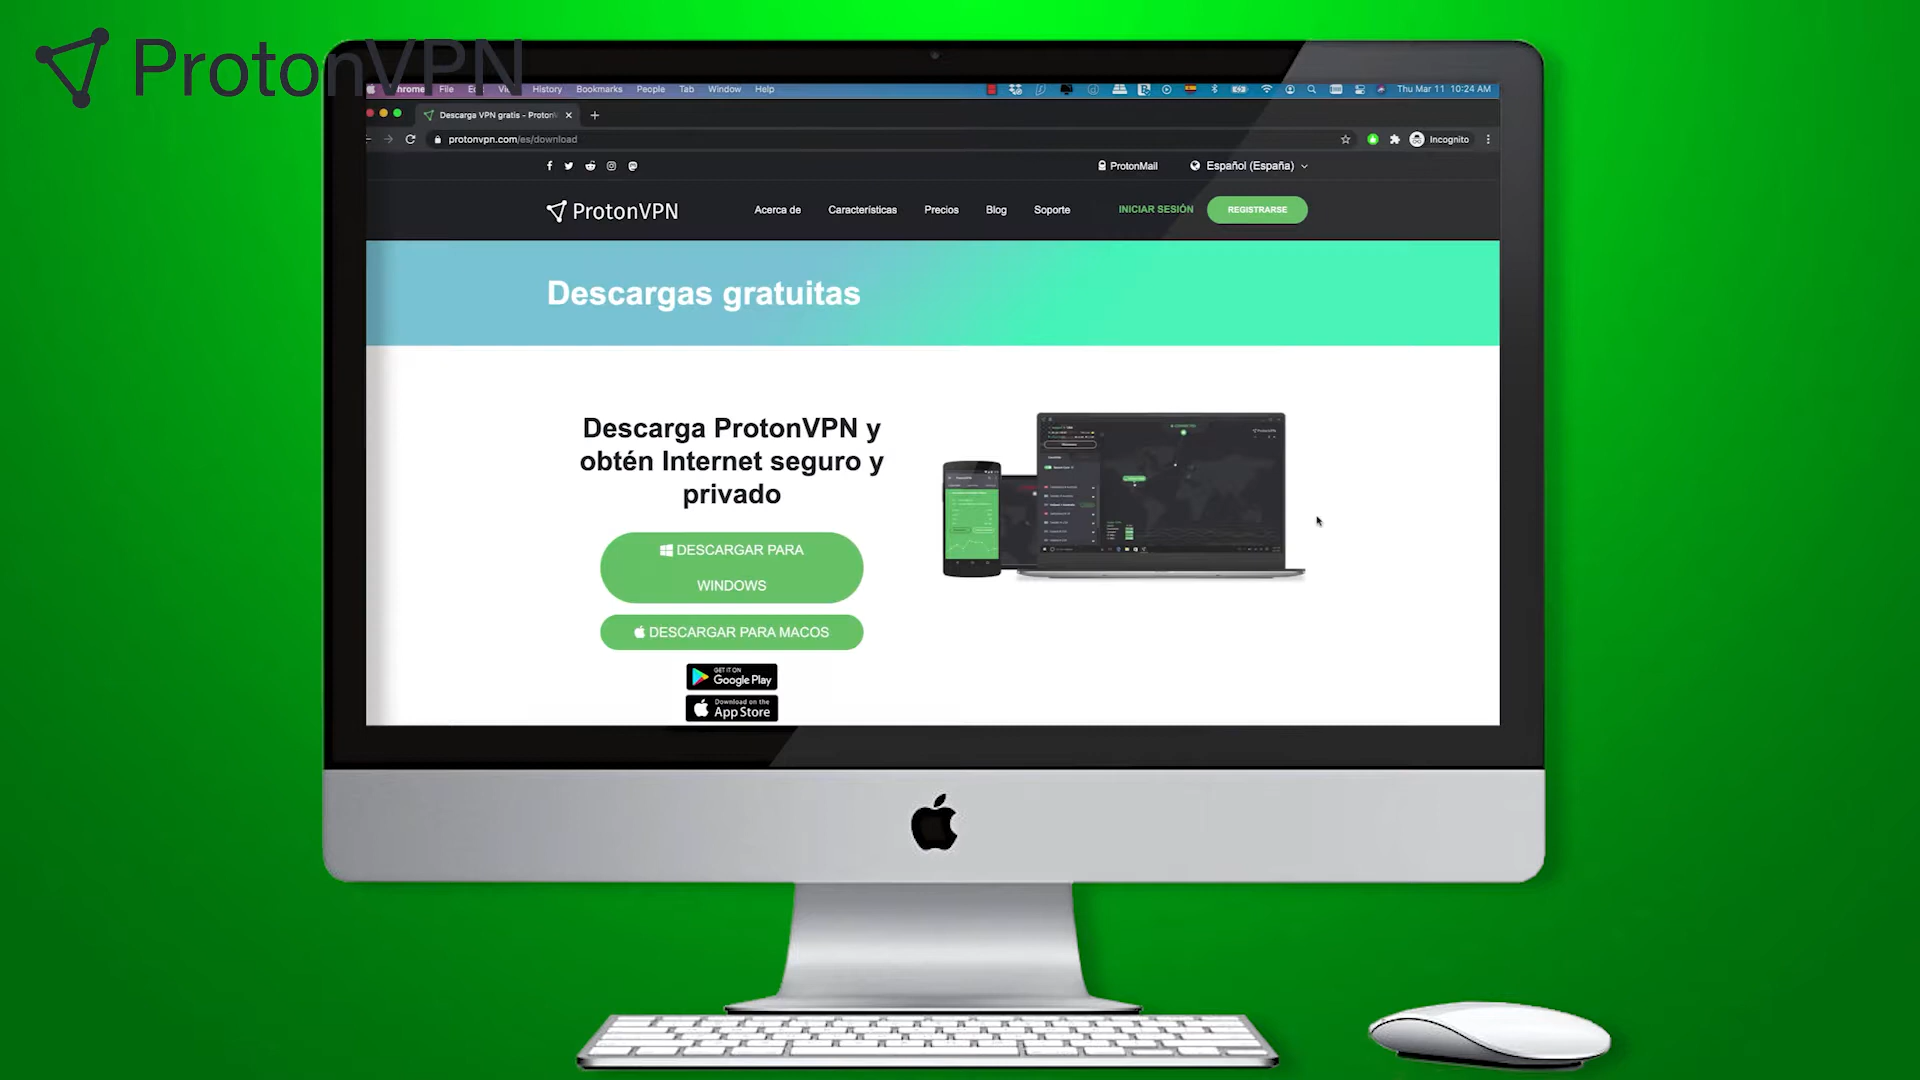 ProtonVPN
File
History Bookmarks People Tab Window Help
Thu Mar 11 10:24 AM
Descarga VPN gratis - Proton
protonvpn.com/es/download
Incognito
ProtonMail
Español (España)
ProtonVPN
Acerca de
Características
Precios
Blog
Soporte
INICIAR SESIÓN
REGISTRARSE
Descargas gratuitas
Descarga ProtonVPN y
obtén Internet seguro y
privado
DESCARGAR PARA
WINDOWS
DESCARGAR PARA MACOS
GET IT ON
Google Play
Download on the
App Store